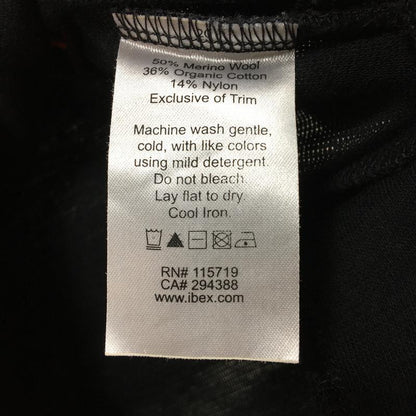 50% Merino Wool
36% Organic Cotton
14% Nylon
Exclusive of Trim
Machine wash gentle,
cold, with like colors
using mild detergent.
Do not bleach.
Lay flat to dry.
Cool Iron.
RN# 115719
CA# 294388
www.ibex.com